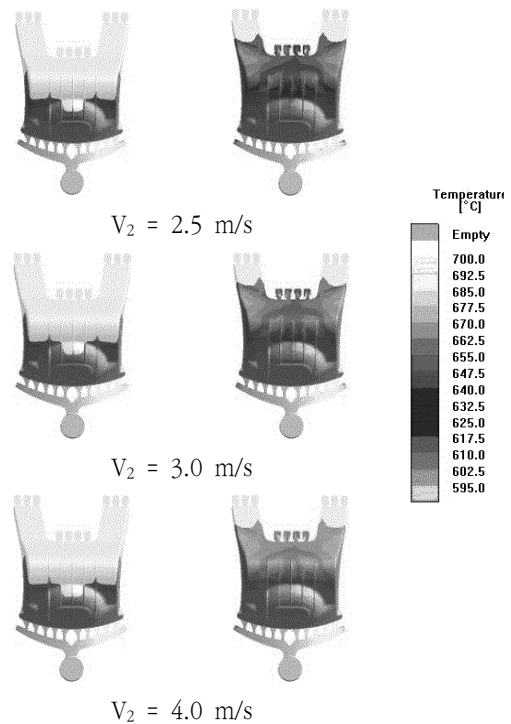 V₂ = 2.5 m/s
Temperature
[°C]
Empty
700.0
692.5
685.0
677.5
670.0
662.5
655.0
647.5
640.0
632.5
625.0
617.5
610.0
602.5
595.0
V₂ = 3.0 m/s
V₂ = 4.0 m/s